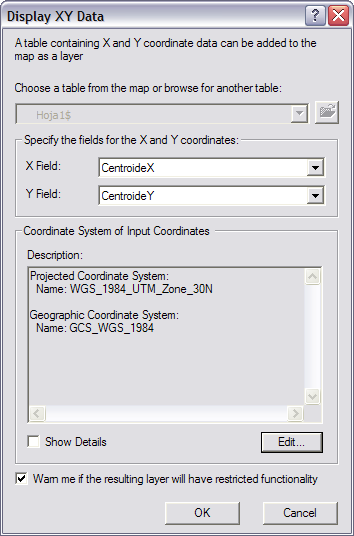 Display XY Data
?
A table containing X and Y coordinate data can be added to the
map as a layer
Choose a table from the map or browse for another table:
Hoja1$
Specify the fields for the X and Y coordinates:
X Field:
CentroideX
Y Field:
CentroideY
Coordinate System of Input Coordinates
Description:
Projected Coordinate System:
Name: WGS_1984_UTM_Zone_30N
Geographic Coordinate System:
Name: GCS_WGS_1984
Show Details
Edit...
Warn me if the resulting layer will have restricted functionality
OK
Cancel